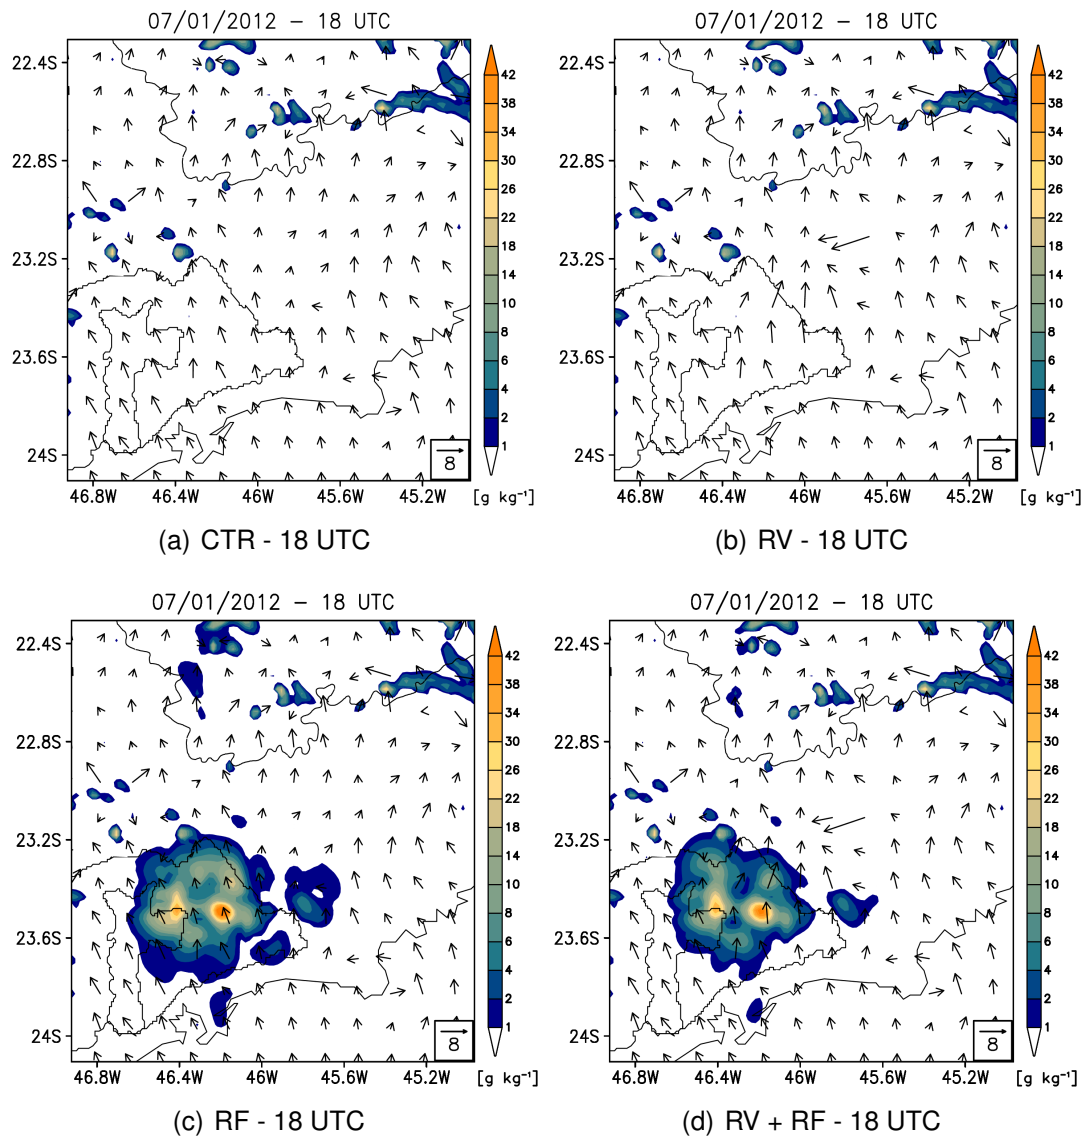 07/01/2012 – 18 UTC
22.4S
22.8S
23.2S
23.6S
24S
46.8W 46.4W 46W 45.6W 45.2W
42
38
34
30
26
22
18
14
10
8
6
4
2
1
[g kg⁻¹]
8
(a) CTR - 18 UTC
07/01/2012 – 18 UTC
22.4S
22.8S
23.2S
23.6S
24S
46.8W 46.4W 46W 45.6W 45.2W
42
38
34
30
26
22
18
14
10
8
6
4
2
1
[g kg⁻¹]
8
(b) RV - 18 UTC
07/01/2012 – 18 UTC
22.4S
22.8S
23.2S
23.6S
24S
46.8W 46.4W 46W 45.6W 45.2W
42
38
34
30
26
22
18
14
10
8
6
4
2
1
[g kg⁻¹]
8
(c) RF - 18 UTC
07/01/2012 – 18 UTC
22.4S
22.8S
23.2S
23.6S
24S
46.8W 46.4W 46W 45.6W 45.2W
42
38
34
30
26
22
18
14
10
8
6
4
2
1
[g kg⁻¹]
8
(d) RV + RF - 18 UTC